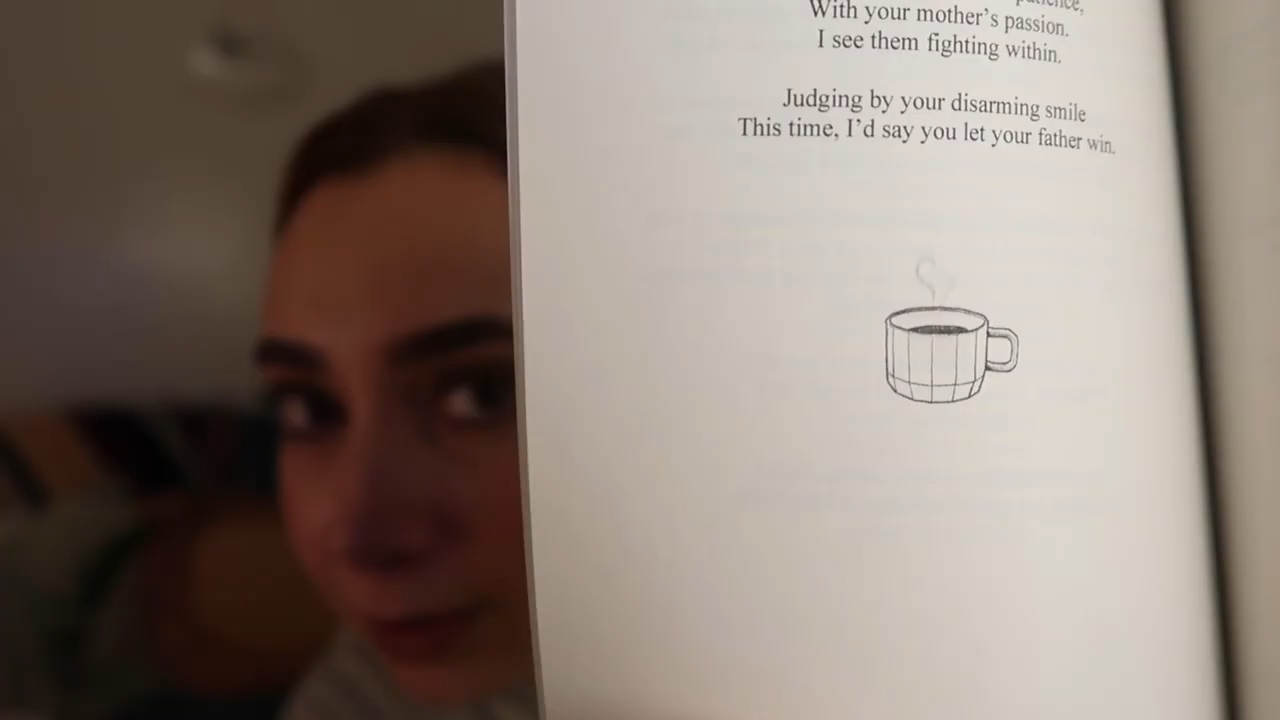 patience,
With your mother's passion.
I see them fighting within.
Judging by your disarming smile
This time, I'd say you let your father win.